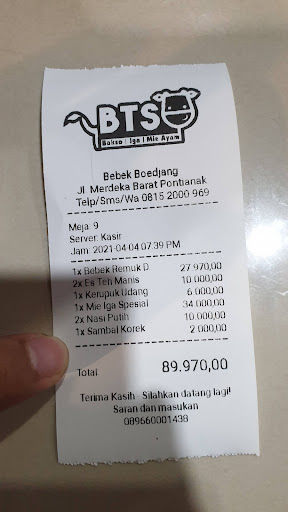 BTS
Bakso | Iga | Mie Ayam
Bebek Boedjang
Jl Merdeka Barat Pontianak
Telp/Sms/Wa 0815 2000 969
Meja: 9
Server: Kasir
Jam: 2021-04-04 07:39 PM
1x Bebek Remuk D 27.970,00
2x Es Teh Manis 10.000,00
1x Kerupuk Udang 6.000,00
1x Mie Iga Spesial 34.000,00
2x Nasi Putih 10.000,00
1x Sambal Korek 2.000,00
Total: 89.970,00
Terima Kasih - Silahkan datang lagi!
Saran dan masukan
089660001438